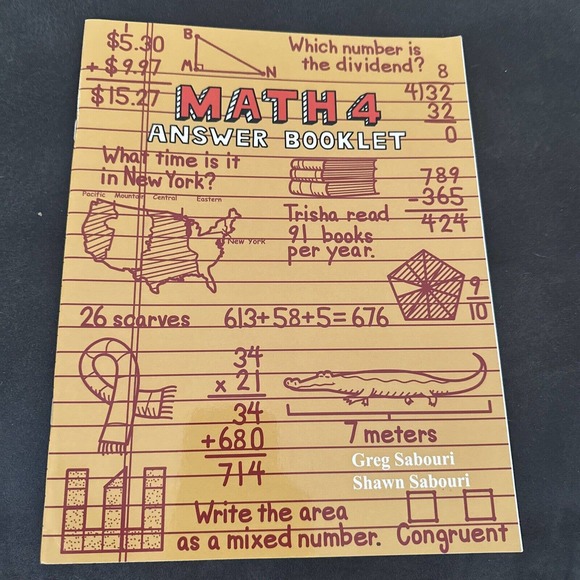 $5.30
1
+ $9.97
$15.27
B
M
N
Which number is
the dividend?
8
4)32
32
0
MATH 4
ANSWER BOOKLET
What time is it
in New York?
Pacific Mountain Central Eastern
New York
Trisha read
91 books
per year.
789
-365
424
9
10
26 scarves
613+58+5=676
34
x 21
34
+680
714
7 meters
Greg Sabouri
Shawn Sabouri
Write the area
as a mixed number.
Congruent